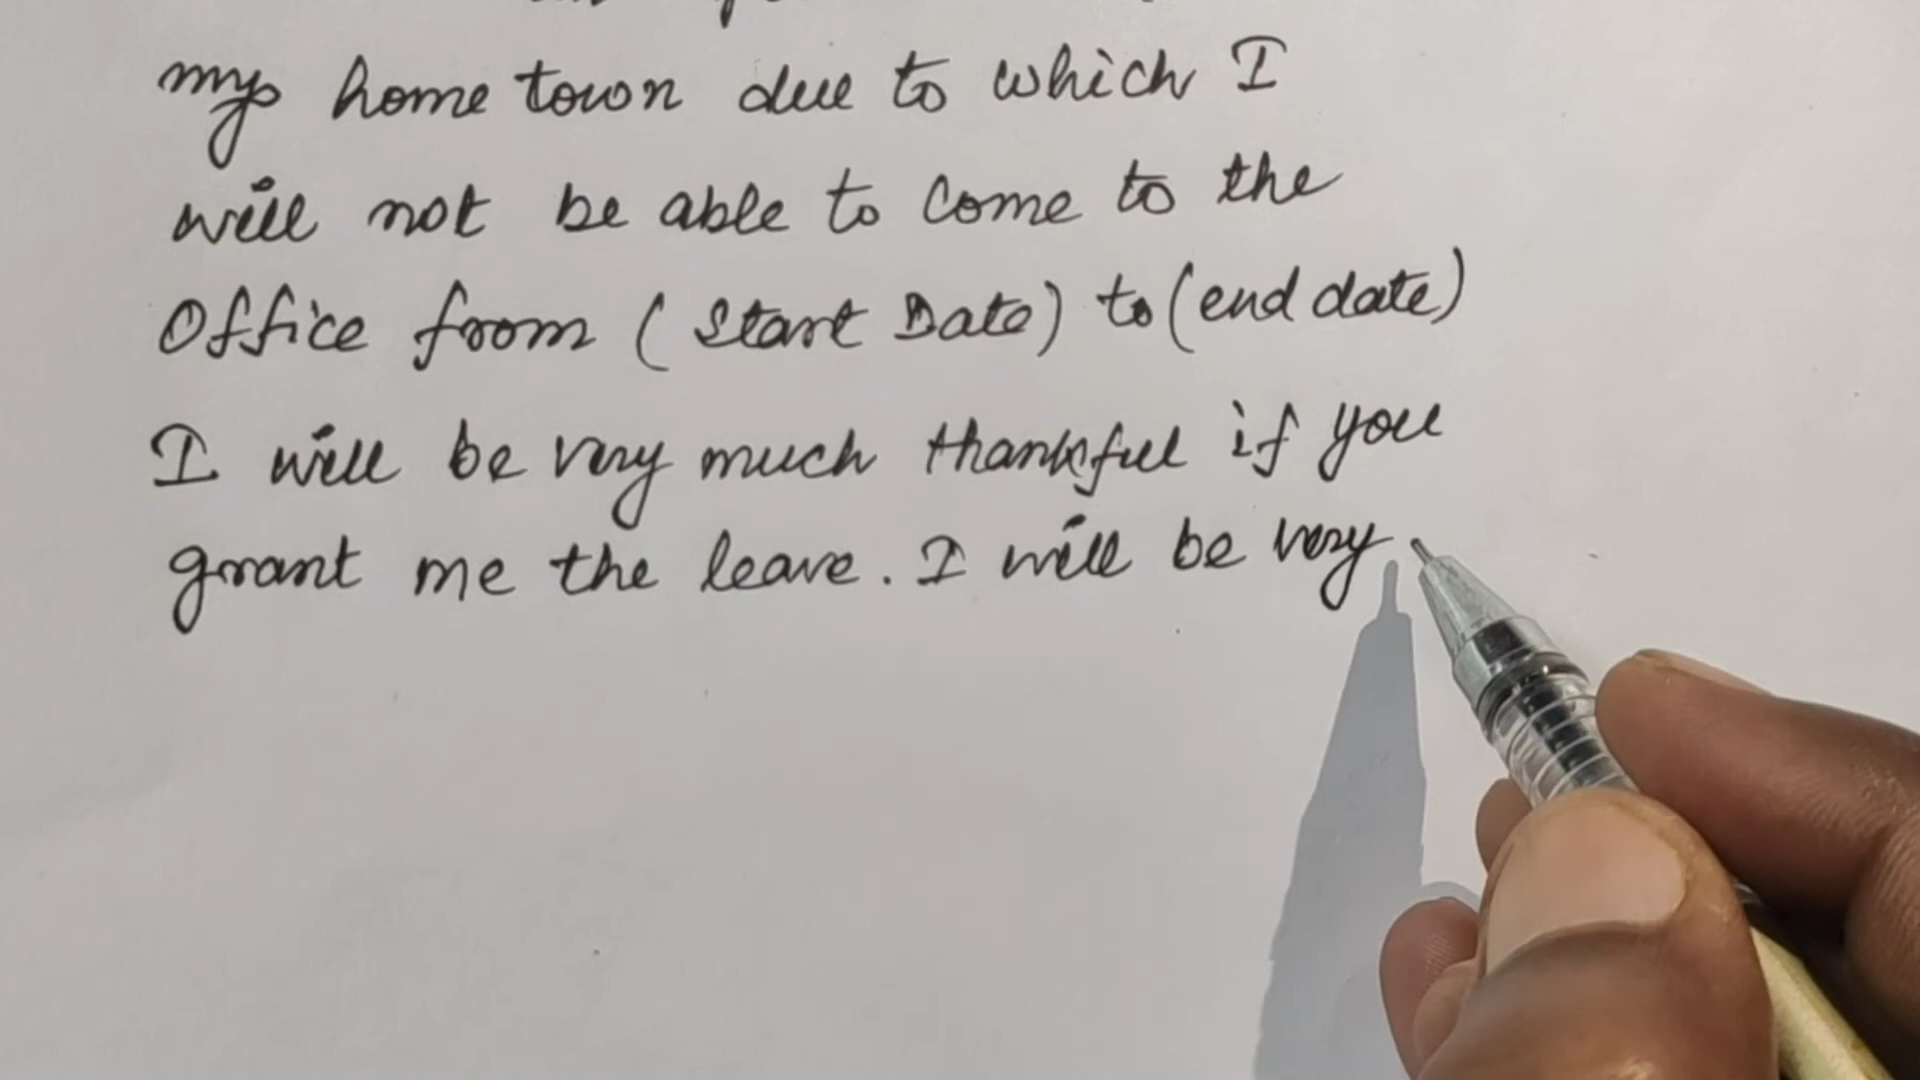 my home town due to which I
will not be able to come to the
Office from (Start Date) to (end date)
I will be very much thankful if you
grant me the leave. I will be very